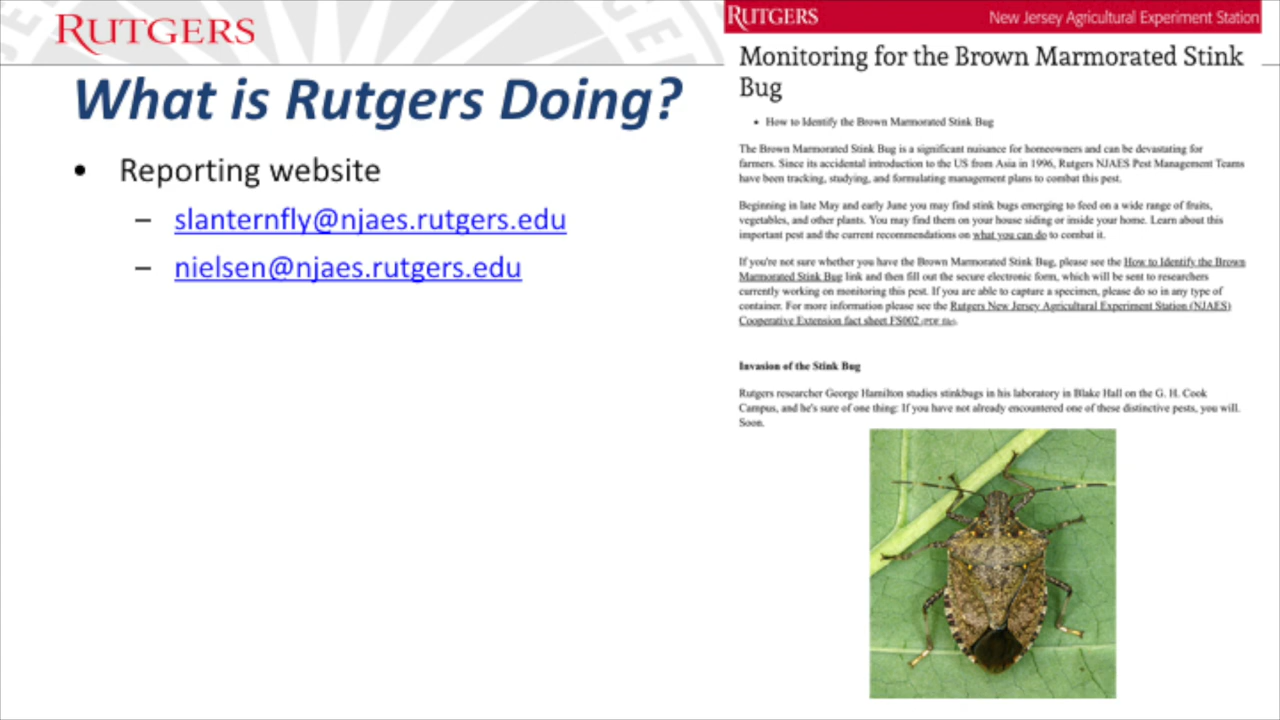 RUTGERS
What is Rutgers Doing?
• Reporting website
– slanternfly@njaes.rutgers.edu
– nielsen@njaes.rutgers.edu
RUTGERS New Jersey Agricultural Experiment Station
Monitoring for the Brown Marmorated Stink
Bug
• How to Identify the Brown Marmorated Stink Bug
The Brown Marmorated Stink Bug is a significant nuisance for homeowners and can be devastating for
farmers. Since its accidental introduction to the US from Asia in 1996, Rutgers NJAES Pest Management Teams
have been tracking, studying, and formulating management plans to combat this pest.
Beginning in late May and early June you may find stink bugs emerging to feed on a wide range of fruits,
vegetables, and other plants. You may find them on your house siding or inside your home. Learn about this
important pest and the current recommendations on what you can do to combat it.
If you're not sure whether you have the Brown Marmorated Stink Bug, please see the How to Identify the Brown
Marmorated Stink Bug link and then fill out the secure electronic form, which will be sent to researchers
currently working on monitoring this pest. If you are able to capture a specimen, please do so in any type of
container. For more information please see the Rutgers New Jersey Agricultural Experiment Station (NJAES)
Cooperative Extension fact sheet FS002 (PDF file).
Invasion of the Stink Bug
Rutgers researcher George Hamilton studies stinkbugs in his laboratory in Blake Hall on the G. H. Cook
Campus, and he's sure of one thing: If you have not already encountered one of these distinctive pests, you will.
Soon.